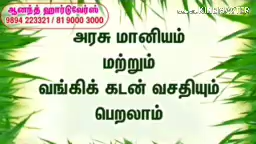 ஆனந்த் ஹார்டுவேர்ஸ்
9894 223321 / 81 9000 3000
அரசு மானியம்
மற்றும்
வங்கிக் கடன் வசதியும்
பெறலாம்